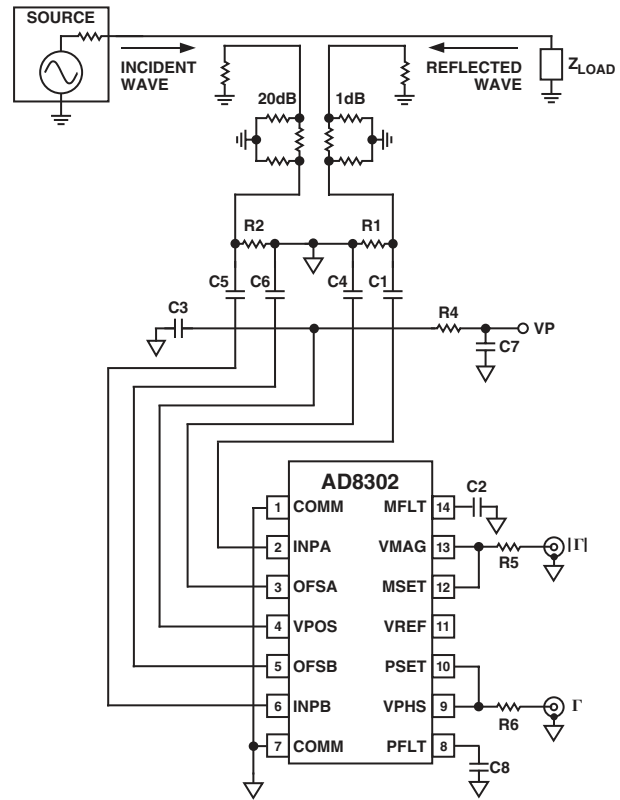 SOURCE
INCIDENT
WAVE
REFLECTED
WAVE
ZLOAD
20dB
1dB
R2
R1
C5
C6
C4
C1
C3
R4
VP
C7
AD8302
1 COMM
MFLT 14
C2
2 INPA
VMAG 13
R5
|Γ|
3 OFSA
MSET 12
4 VPOS
VREF 11
5 OFSB
PSET 10
6 INPB
VPHS 9
R6
Γ
7 COMM
PFLT 8
C8